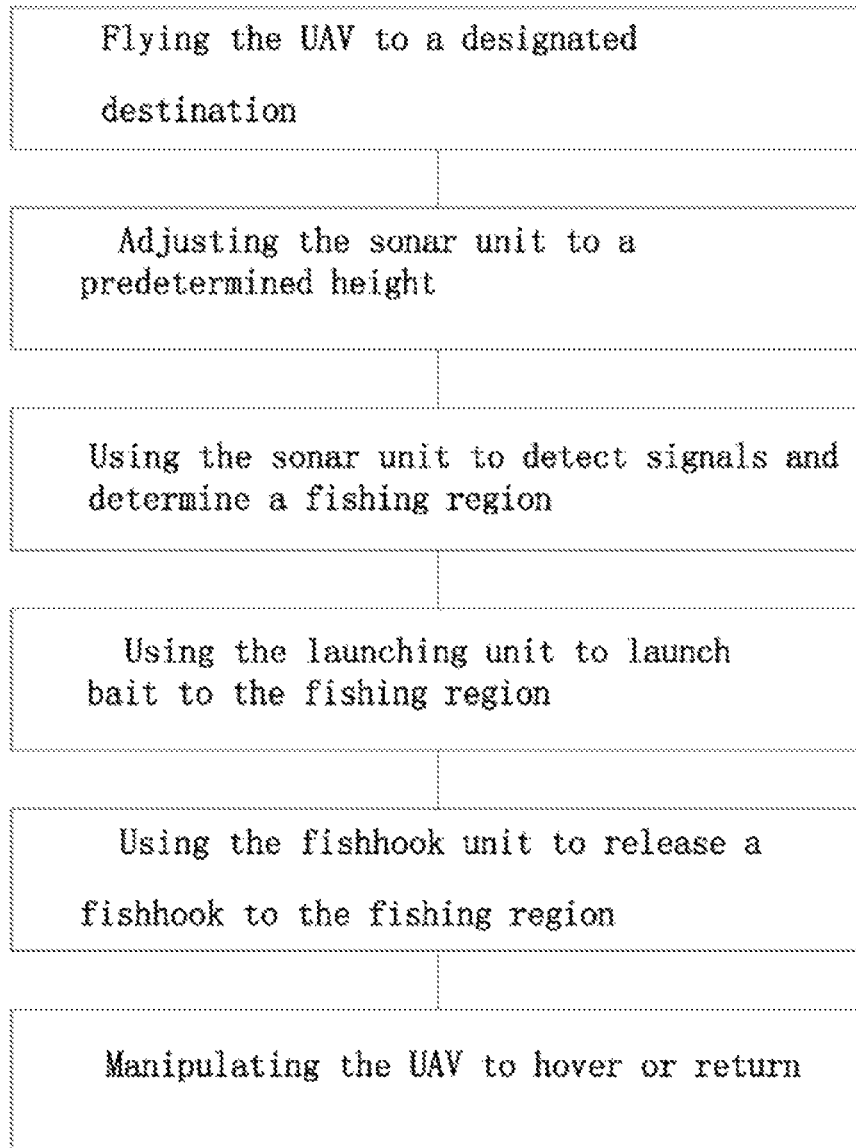 Flying the UAV to a designated
destination
Adjusting the sonar unit to a
predetermined height
Using the sonar unit to detect signals and
determine a fishing region
Using the launching unit to launch
bait to the fishing region
Using the fishhook unit to release a
fishhook to the fishing region
Manipulating the UAV to hover or return